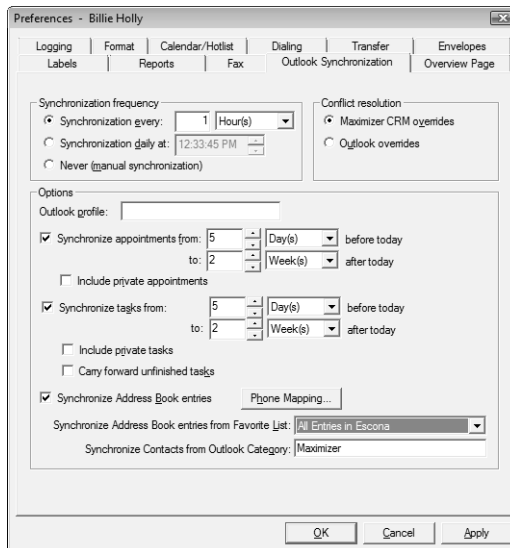 Preferences - Billie Holly
Logging Format Calendar/Hotlist Dialing Transfer Envelopes
Labels Reports Fax Outlook Synchronization Overview Page
Synchronization frequency
Synchronization every: 1 Hour(s)
Synchronization daily at: 12:33:45 PM
Never (manual synchronization)
Conflict resolution
Maximizer CRM overrides
Outlook overrides
Options
Outlook profile:
Synchronize appointments from: 5 Day(s) before today
to: 2 Week(s) after today
Include private appointments
Synchronize tasks from: 5 Day(s) before today
to: 2 Week(s) after today
Include private tasks
Carry forward unfinished tasks
Synchronize Address Book entries Phone Mapping...
Synchronize Address Book entries from Favorite List: All Entries in Escona
Synchronize Contacts from Outlook Category: Maximizer
OK Cancel Apply